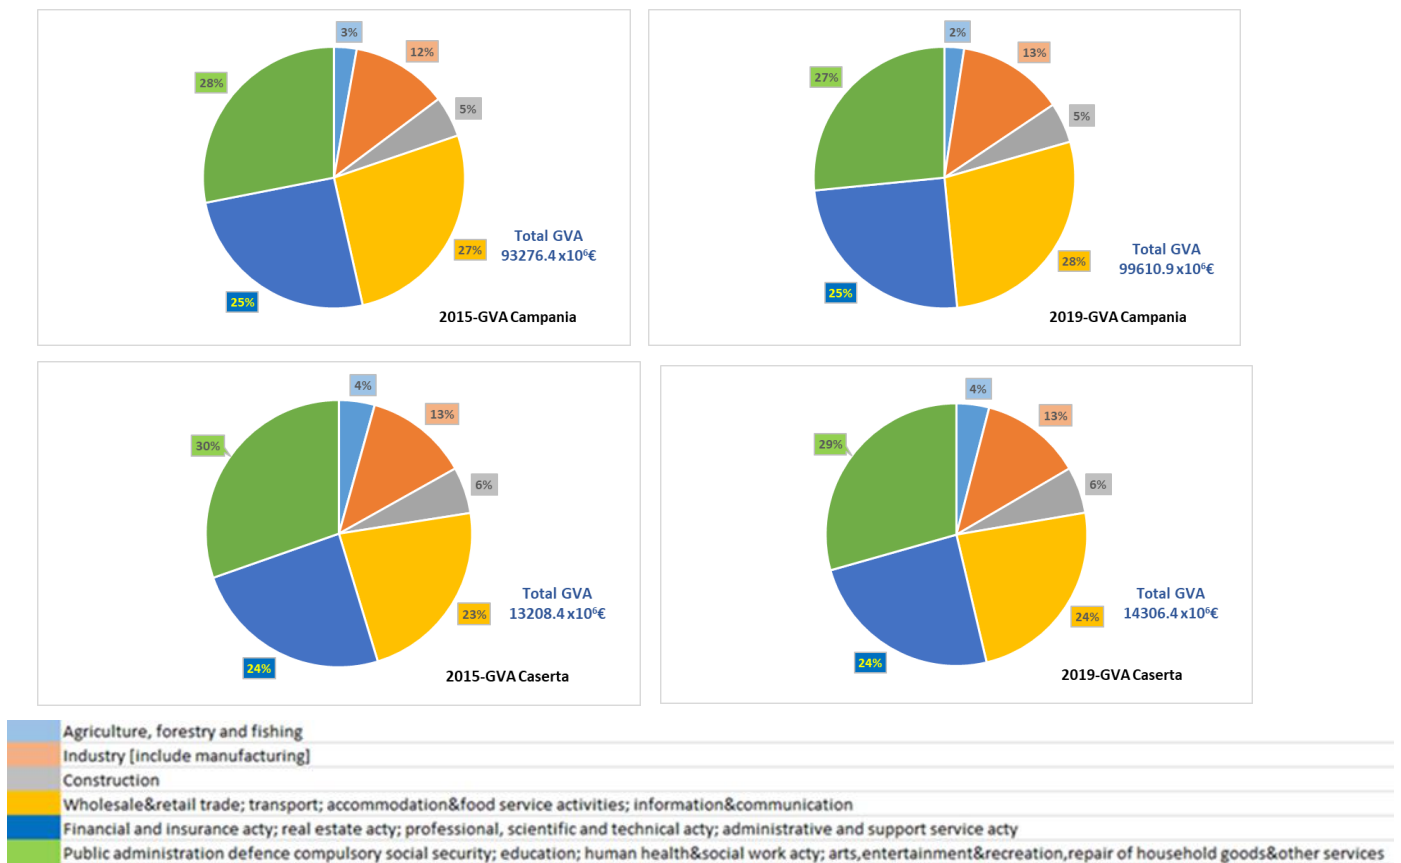 3%
12%
28%
5%
27%
25%
Total GVA
93276.4 x10⁶€
2015-GVA Campania
2%
13%
27%
5%
28%
25%
Total GVA
99610.9 x10⁶€
2019-GVA Campania
4%
13%
30%
6%
23%
24%
Total GVA
13208.4 x10⁶€
2015-GVA Caserta
4%
13%
29%
6%
24%
24%
Total GVA
14306.4 x10⁶€
2019-GVA Caserta
Agriculture, forestry and fishing
Industry [include manufacturing]
Construction
Wholesale&retail trade; transport; accommodation&food service activities; information&communication
Financial and insurance acty; real estate acty; professional, scientific and technical acty; administrative and support service acty
Public administration defence compulsory social security; education; human health&social work acty; arts,entertainment&recreation,repair of household goods&other services